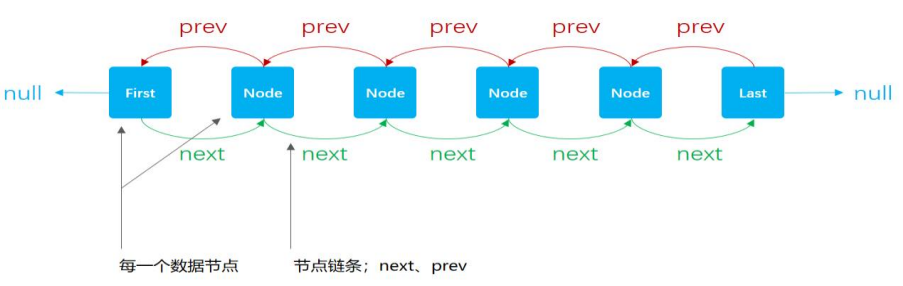 prev prev prev prev prev
null First Node Node Node Node Last null
next next next next next
每一个数据节点 节点链条；next、prev